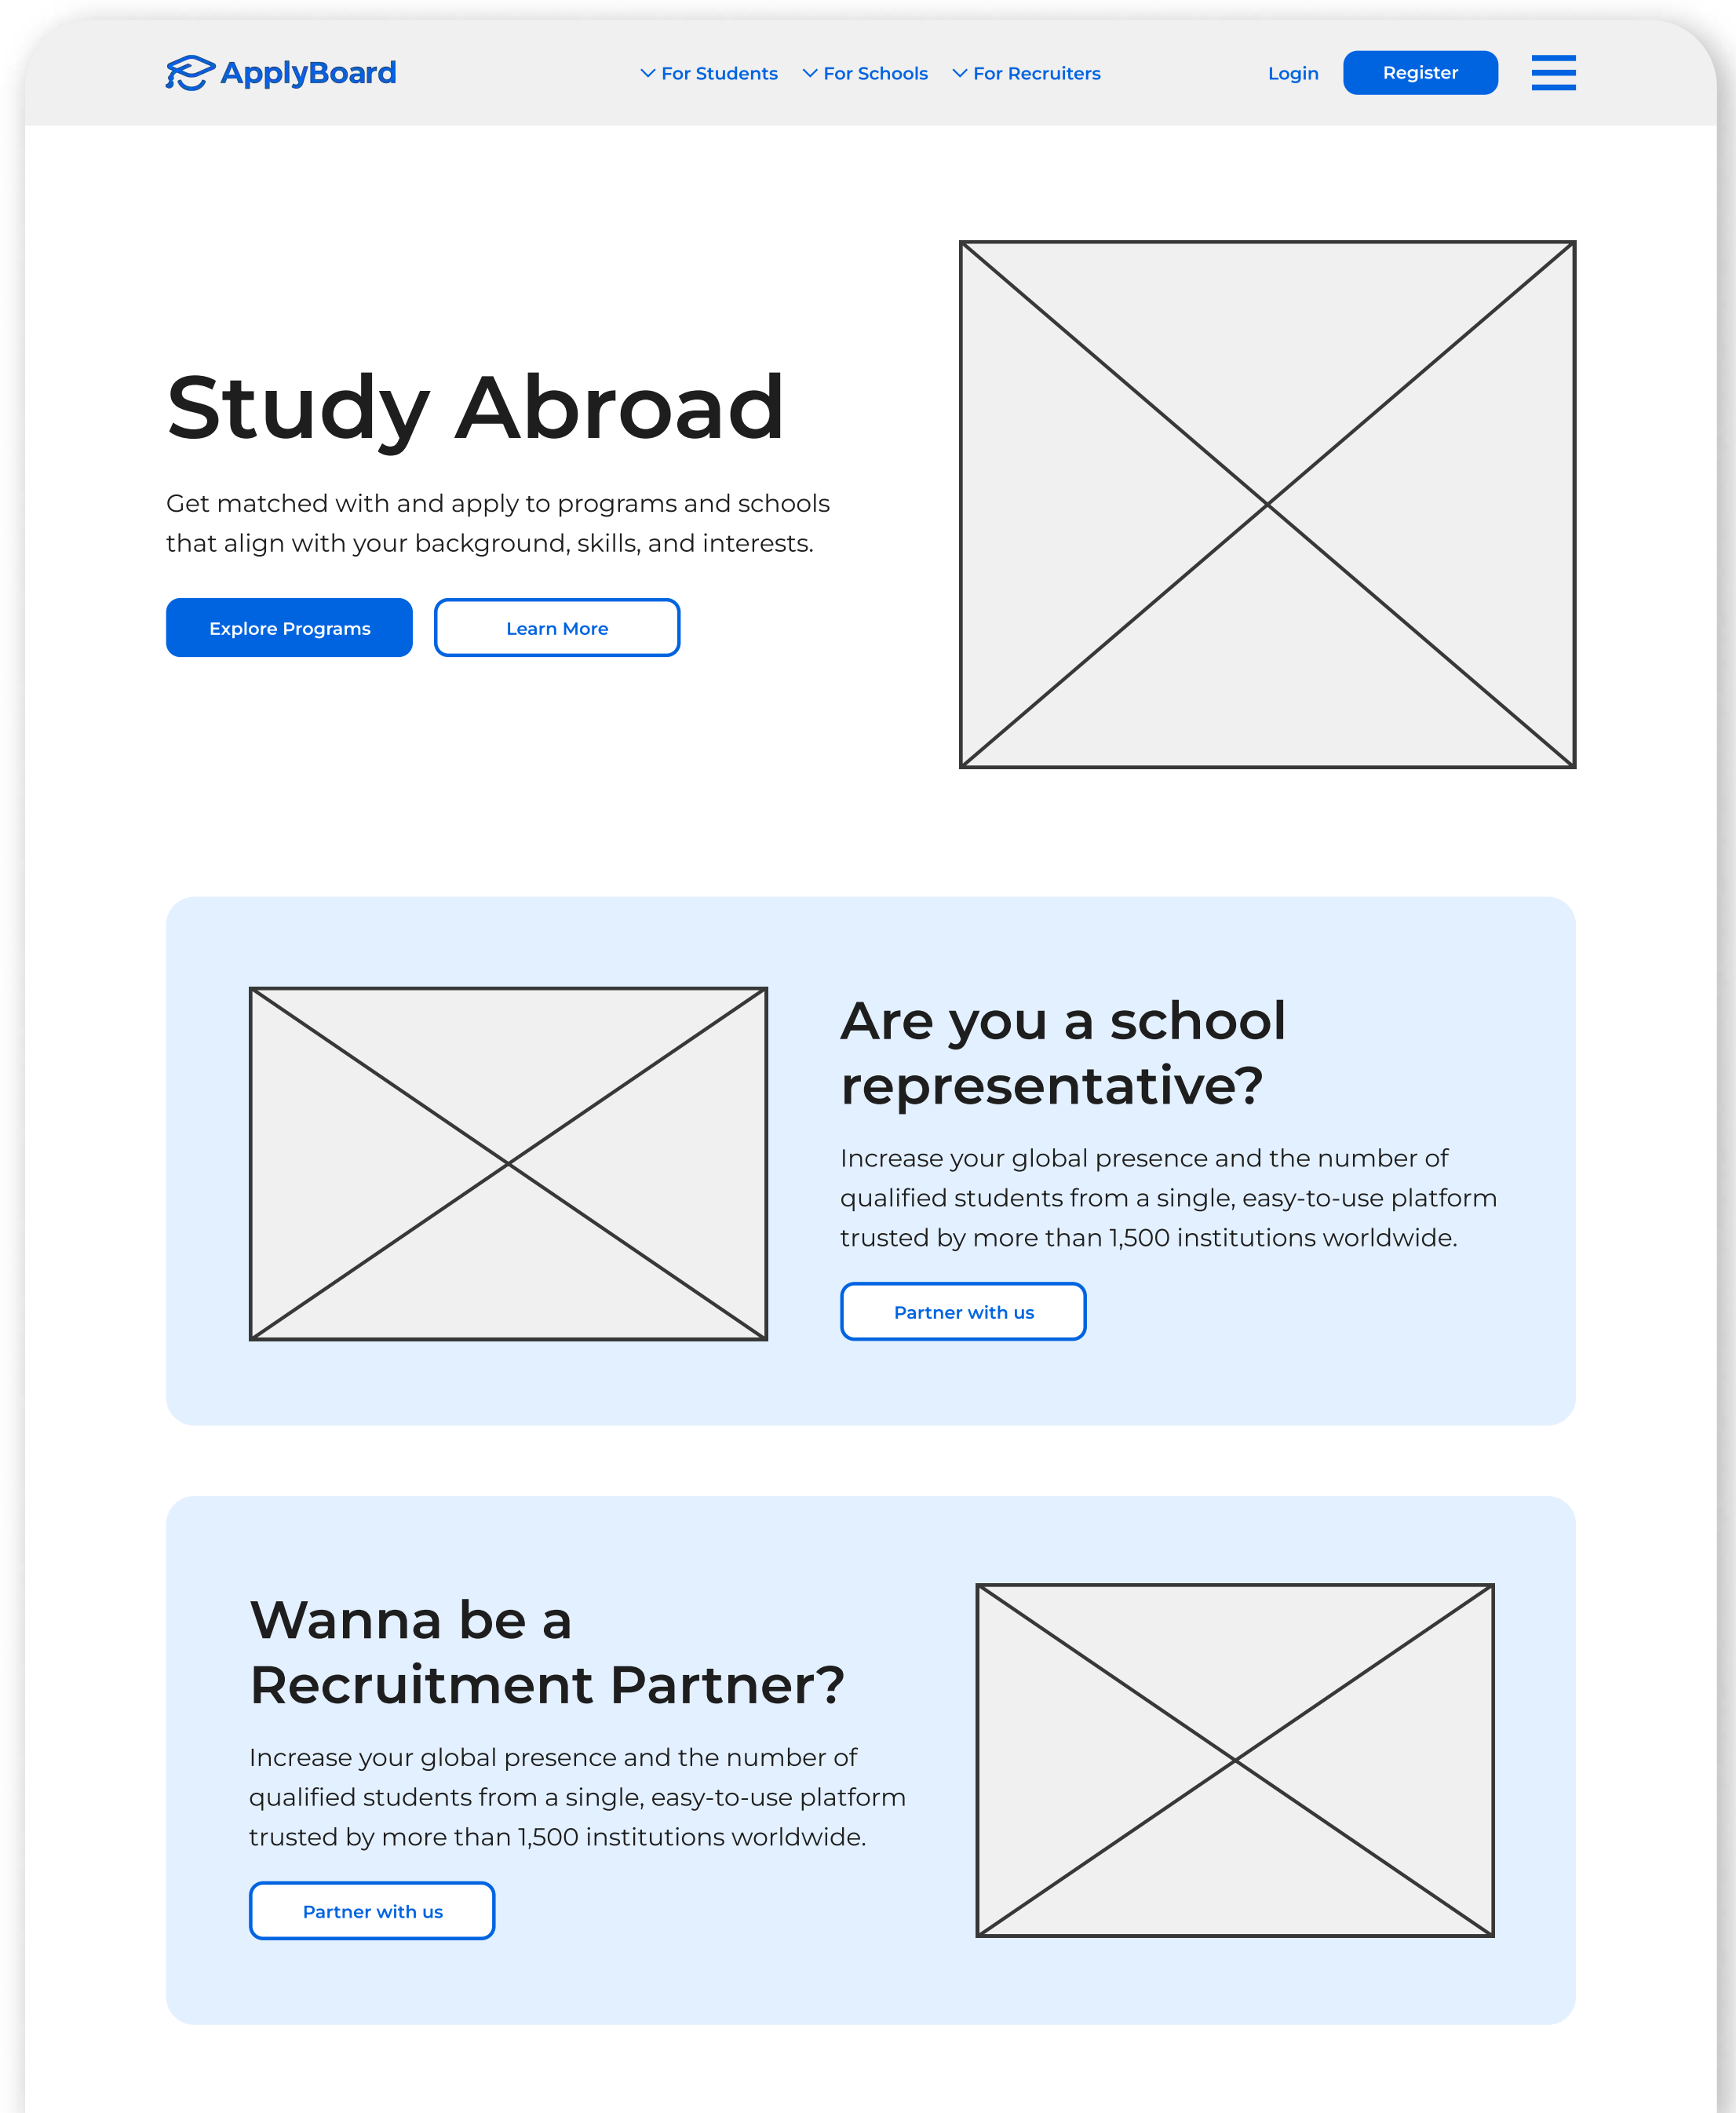 ApplyBoard
For Students
For Schools
For Recruiters
Login
Register
Study Abroad
Get matched with and apply to programs and schools
that align with your background, skills, and interests.
Explore Programs
Learn More
Are you a school
representative?
Increase your global presence and the number of
qualified students from a single, easy-to-use platform
trusted by more than 1,500 institutions worldwide.
Partner with us
Wanna be a
Recruitment Partner?
Increase your global presence and the number of
qualified students from a single, easy-to-use platform
trusted by more than 1,500 institutions worldwide.
Partner with us